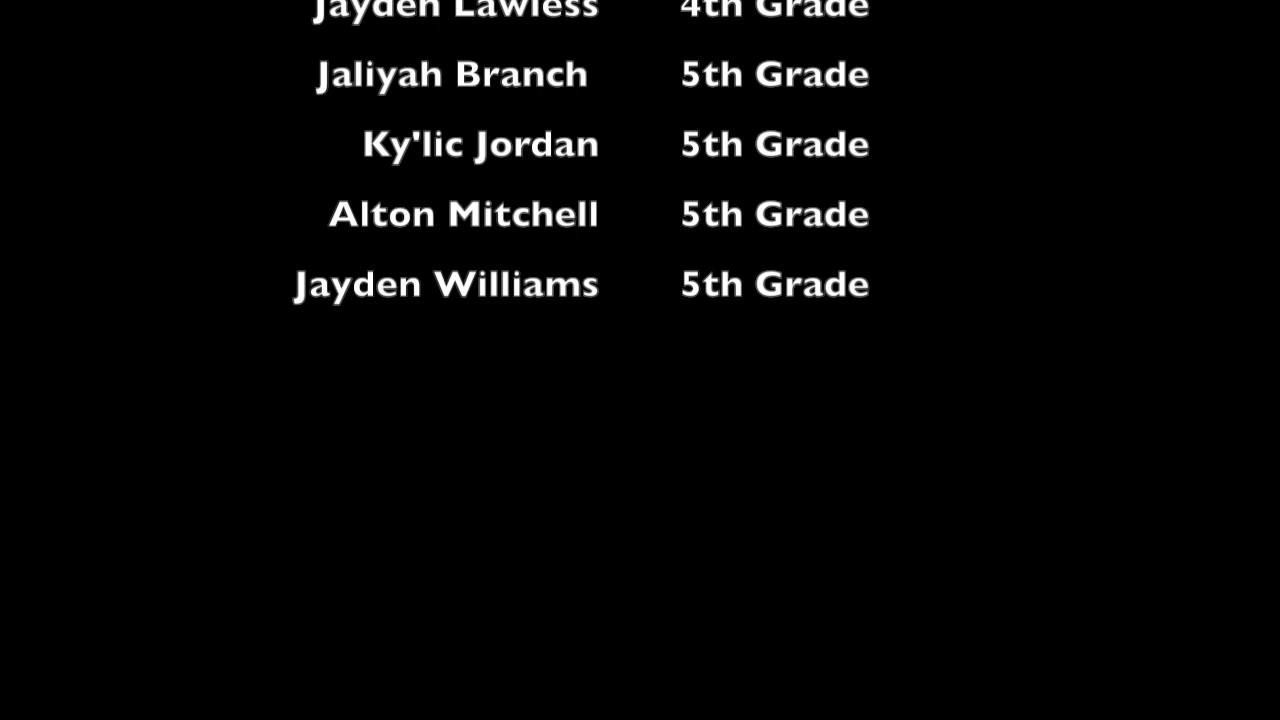 Jayden Lawless 4th Grade
Jaliyah Branch 5th Grade
Ky'lic Jordan 5th Grade
Alton Mitchell 5th Grade
Jayden Williams 5th Grade